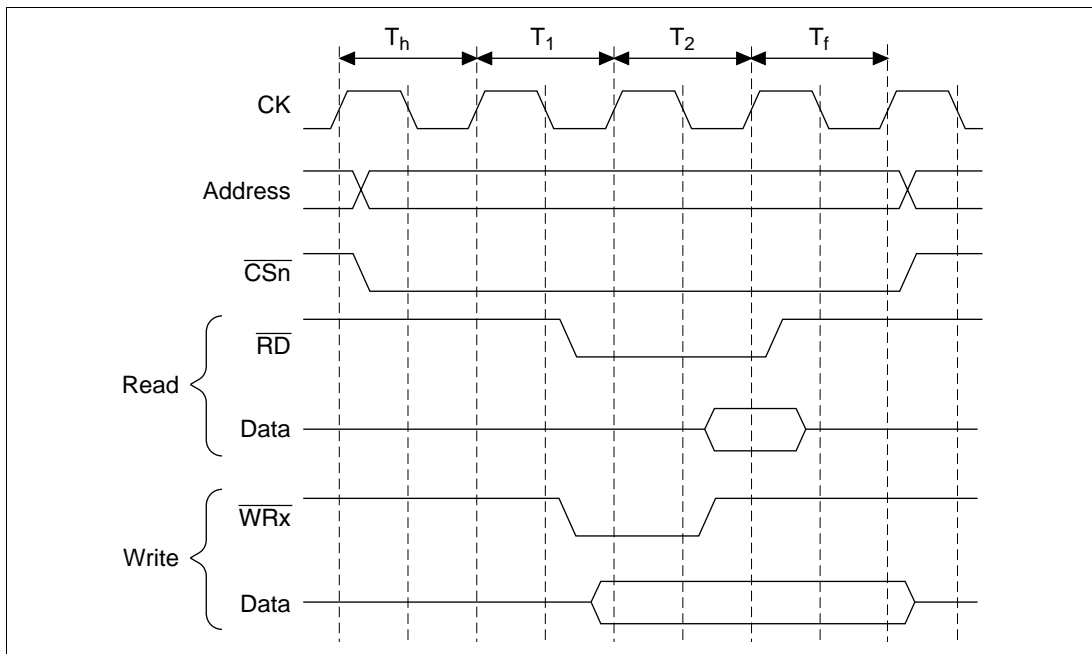 Th T1 T2 Tf
CK
Address
CSn
RD
Read
Data
WRx
Write
Data